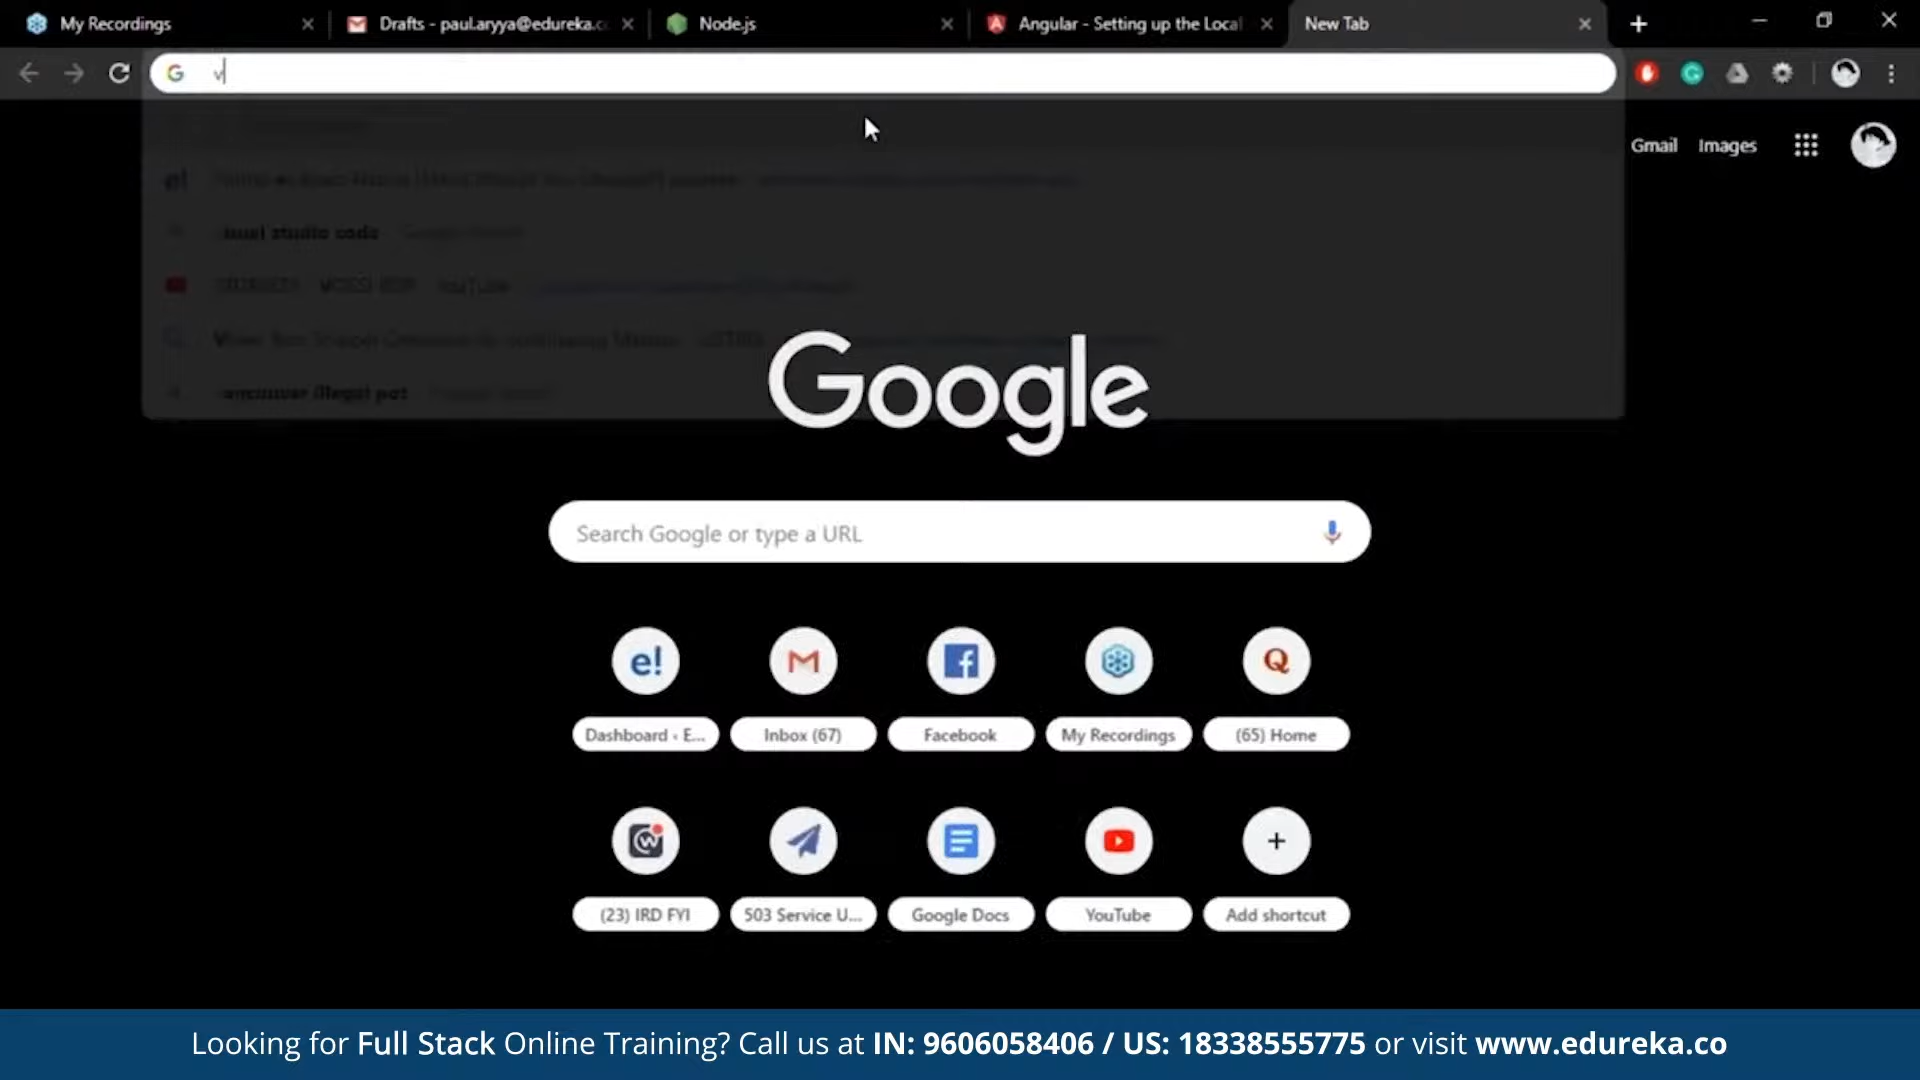 My Recordings
Drafts - paul.aryya@edureka.c
Node.js
Angular - Setting up the Local
New Tab
v
Gmail
Images
YouTube
Google
Search Google or type a URL
e!
Q
Dashboard ‹ E...
Inbox (67)
Facebook
My Recordings
(65) Home
(23) IRD FYI
503 Service U...
Google Docs
YouTube
Add shortcut
Looking for Full Stack Online Training? Call us at IN: 9606058406 / US: 18338555775 or visit www.edureka.co